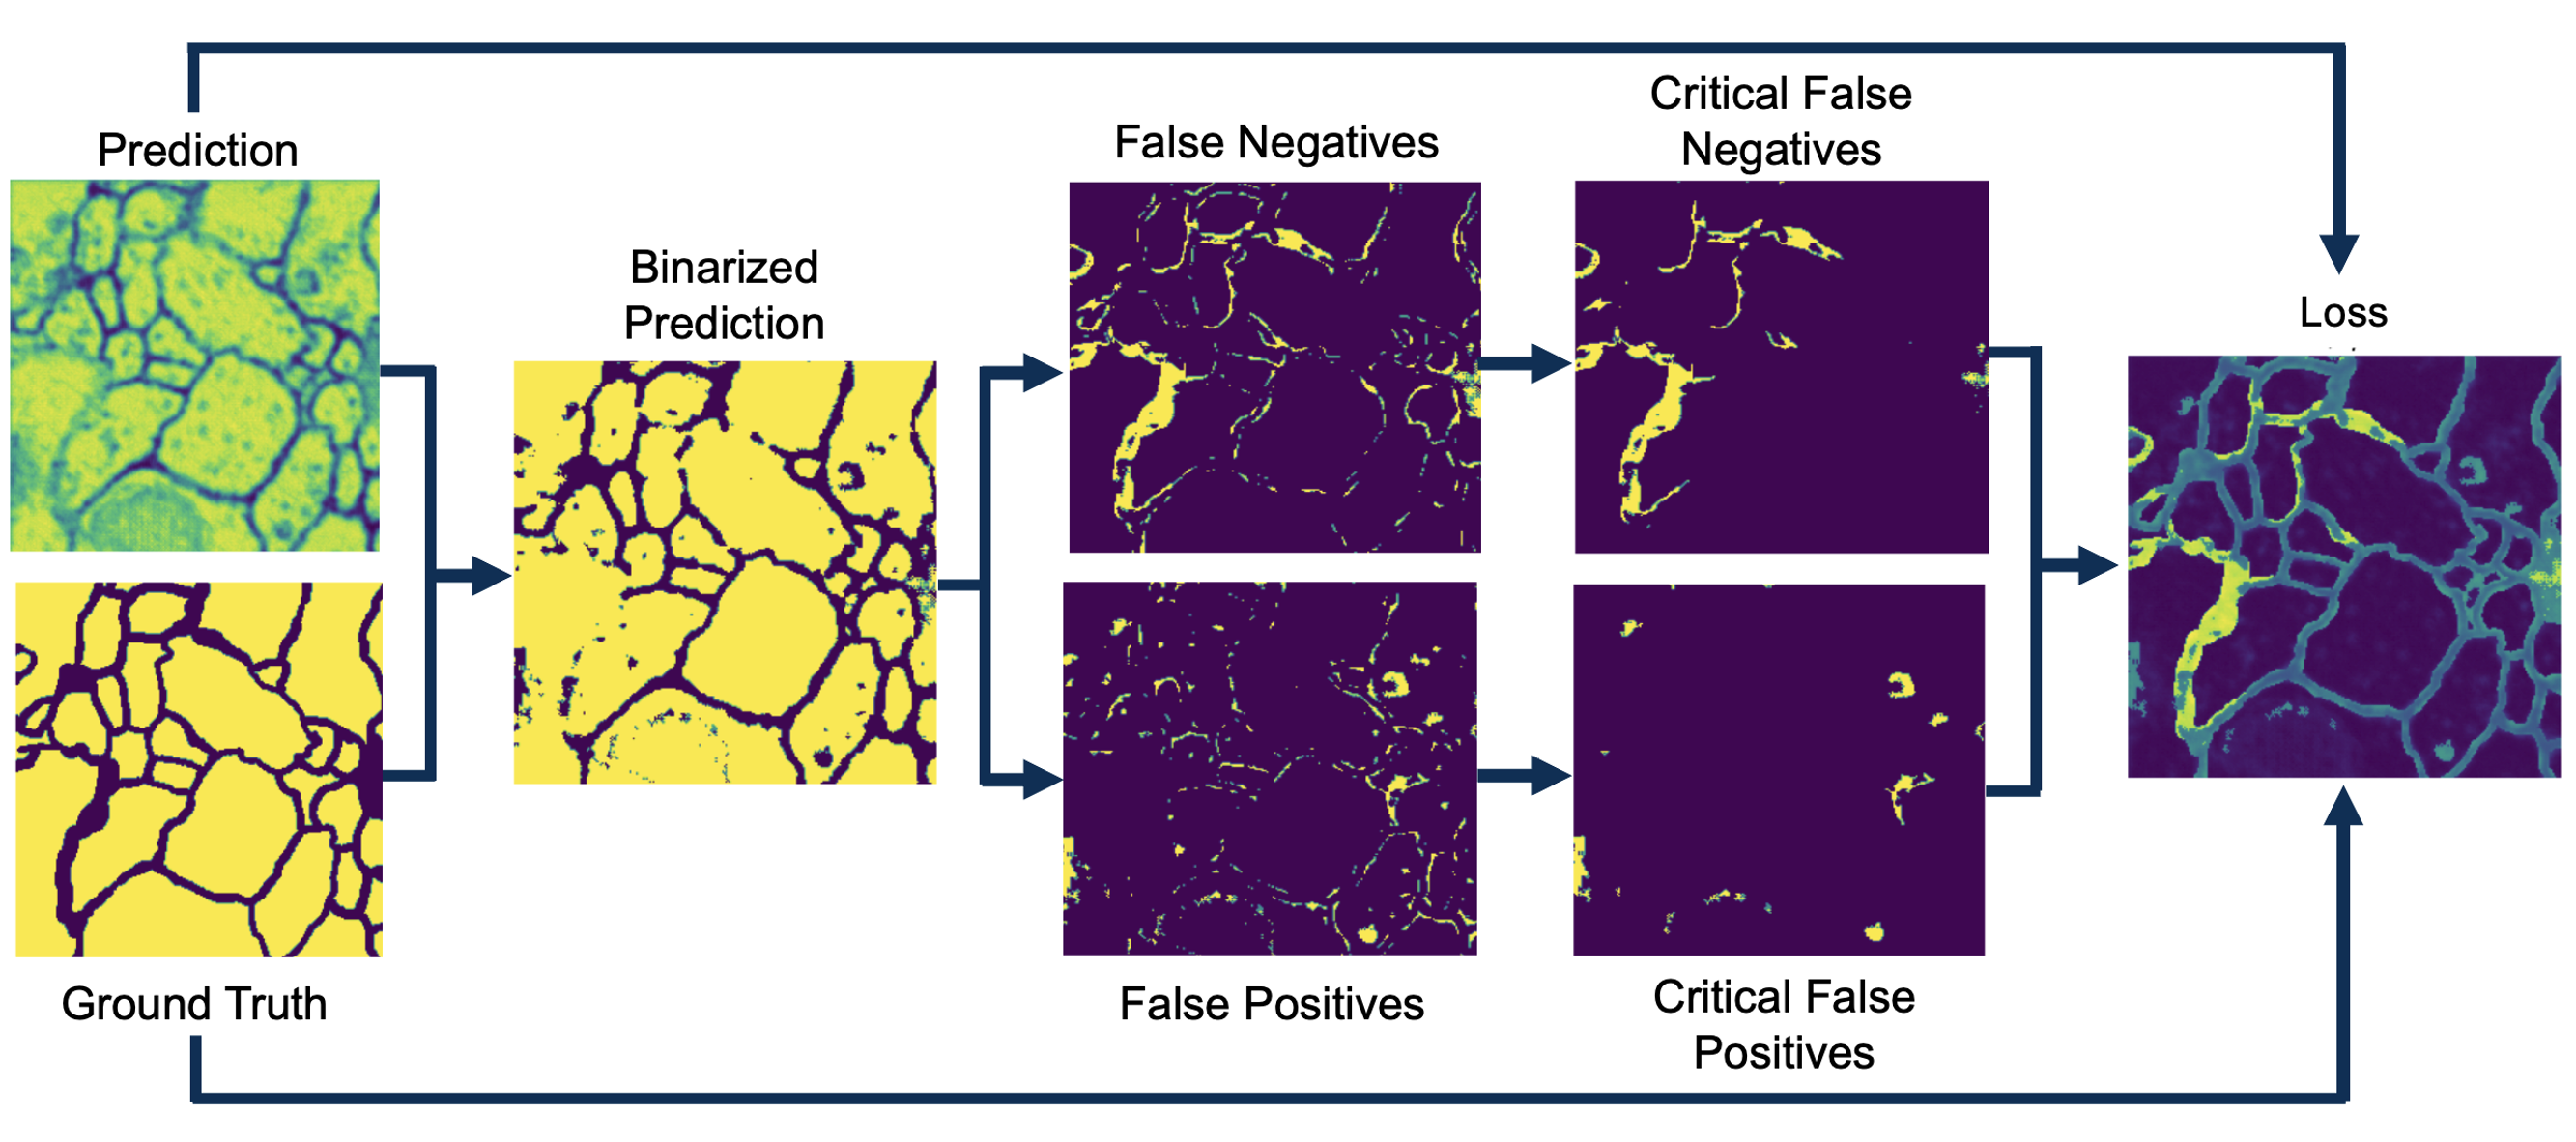 Prediction
Ground Truth
Binarized
Prediction
False Negatives
False Positives
Critical False
Negatives
Critical False
Positives
Loss